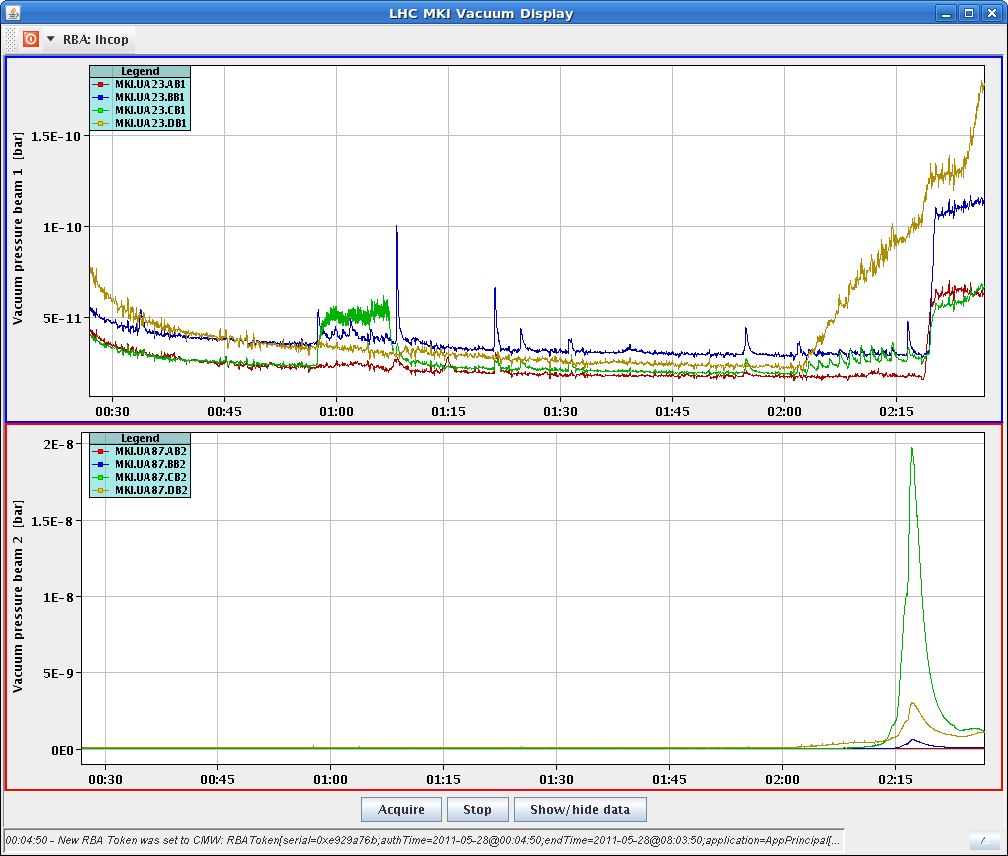 LHC MKI Vacuum Display
RBA: lhcop
Vacuum pressure beam 1 [bar]
Legend
MKI.UA23.AB1
MKI.UA23.BB1
MKI.UA23.CB1
MKI.UA23.DB1
1.5E-10
1E-10
5E-11
00:30 00:45 01:00 01:15 01:30 01:45 02:00 02:15
Vacuum pressure beam 2 [bar]
Legend
MKI.UA87.AB2
MKI.UA87.BB2
MKI.UA87.CB2
MKI.UA87.DB2
2E-8
1.5E-8
1E-8
5E-9
0E0
00:30 00:45 01:00 01:15 01:30 01:45 02:00 02:15
Acquire Stop Show/hide data
00:04:50 - New RBA Token was set to CMW: RBAToken[serial=0xe929a76b;authTime=2011-05-28@00:04:50;endTime=2011-05-28@08:03:50;application=AppPrincipal[...